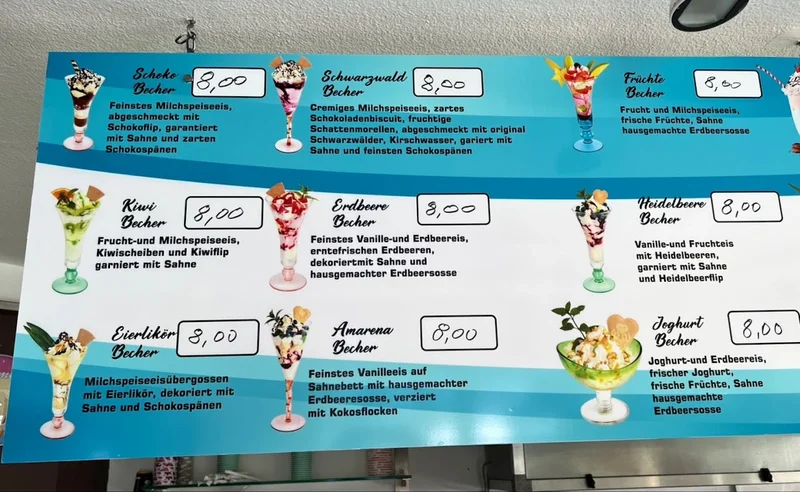 Schoko
Becher
8,00
Feinstes Milchspeiseeis,
abgeschmeckt mit
Schokoflip, garantiert
mit Sahne und zarten
Schokospänen
Schwarzwald
Becher
8,00
Cremiges Milchspeiseeis, zartes
Schokoladenbiscuit, fruchtige
Schattenmorellen, abgeschmeckt mit original
Schwarzwälder, Kirschwasser, gariert mit
Sahne und feinsten Schokospänen
Früchte
Becher
8,00
Frucht und Milchspeiseeis,
frische Früchte, Sahne
hausgemachte Erdbeersosse
Kiwi
Becher
8,00
Frucht-und Milchspeiseeis,
Kiwischeiben und Kiwiflip
garniert mit Sahne
Erdbeere
Becher
8,00
Feinstes Vanille-und Erdbeereis,
erntefrischen Erdbeeren,
dekoriertmit Sahne und
hausgemachter Erdbeersosse
Heidelbeere
Becher
8,00
Vanille-und Fruchteis
mit Heidelbeeren,
garniert mit Sahne
und Heidelbeerflip
Eierlikör
Becher
8,00
Milchspeiseeisübergossen
mit Eierlikör, dekoriert mit
Sahne und Schokospänen
Amarena
Becher
8,00
Feinstes Vanilleeis auf
Sahnebett mit hausgemachter
Erdbeeresosse, verziert
mit Kokosflocken
Joghurt
Becher
8,00
Joghurt-und Erdbeereis,
frischer Joghurt,
frische Früchte, Sahne
hausgemachte
Erdbeersosse